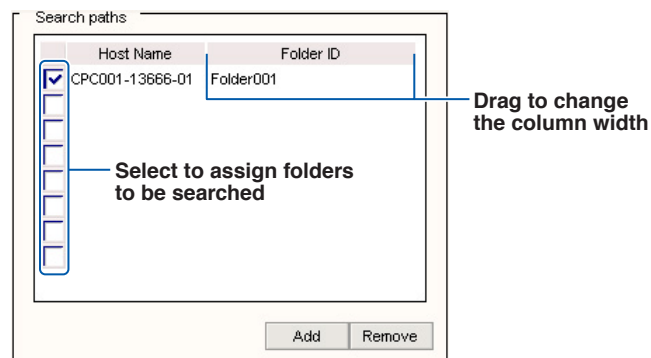 Search paths
Host Name Folder ID
CPC001-13666-01 Folder001
Drag to change
the column width
Select to assign folders
to be searched
Add Remove